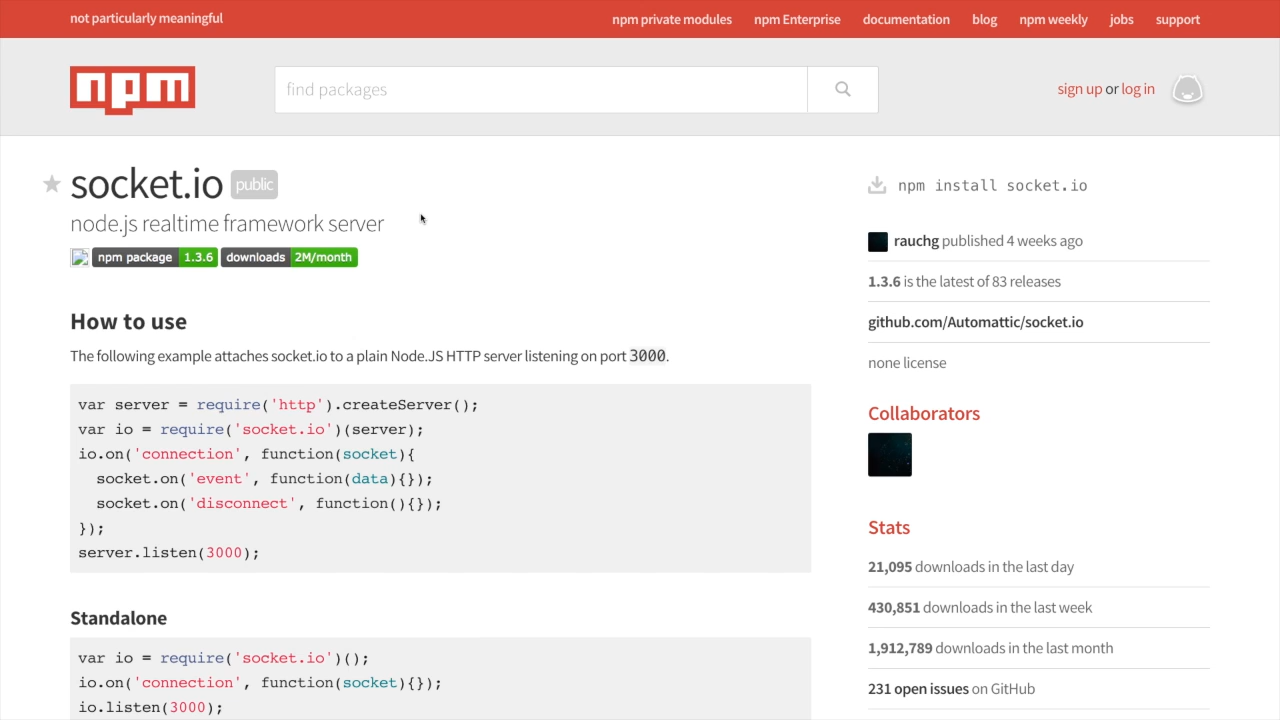 not particularly meaningful
npm private modules npm Enterprise documentation blog npm weekly jobs support
npm
find packages
sign up or log in
socket.io public
node.js realtime framework server
npm package 1.3.6 downloads 2M/month
How to use
The following example attaches socket.io to a plain Node.JS HTTP server listening on port 3000.
var server = require('http').createServer();
var io = require('socket.io')(server);
io.on('connection', function(socket){
  socket.on('event', function(data){});
  socket.on('disconnect', function(){});
});
server.listen(3000);
Standalone
var io = require('socket.io')();
io.on('connection', function(socket){});
io.listen(3000);
npm install socket.io
rauchg published 4 weeks ago
1.3.6 is the latest of 83 releases
github.com/Automattic/socket.io
none license
Collaborators
Stats
21,095 downloads in the last day
430,851 downloads in the last week
1,912,789 downloads in the last month
231 open issues on GitHub